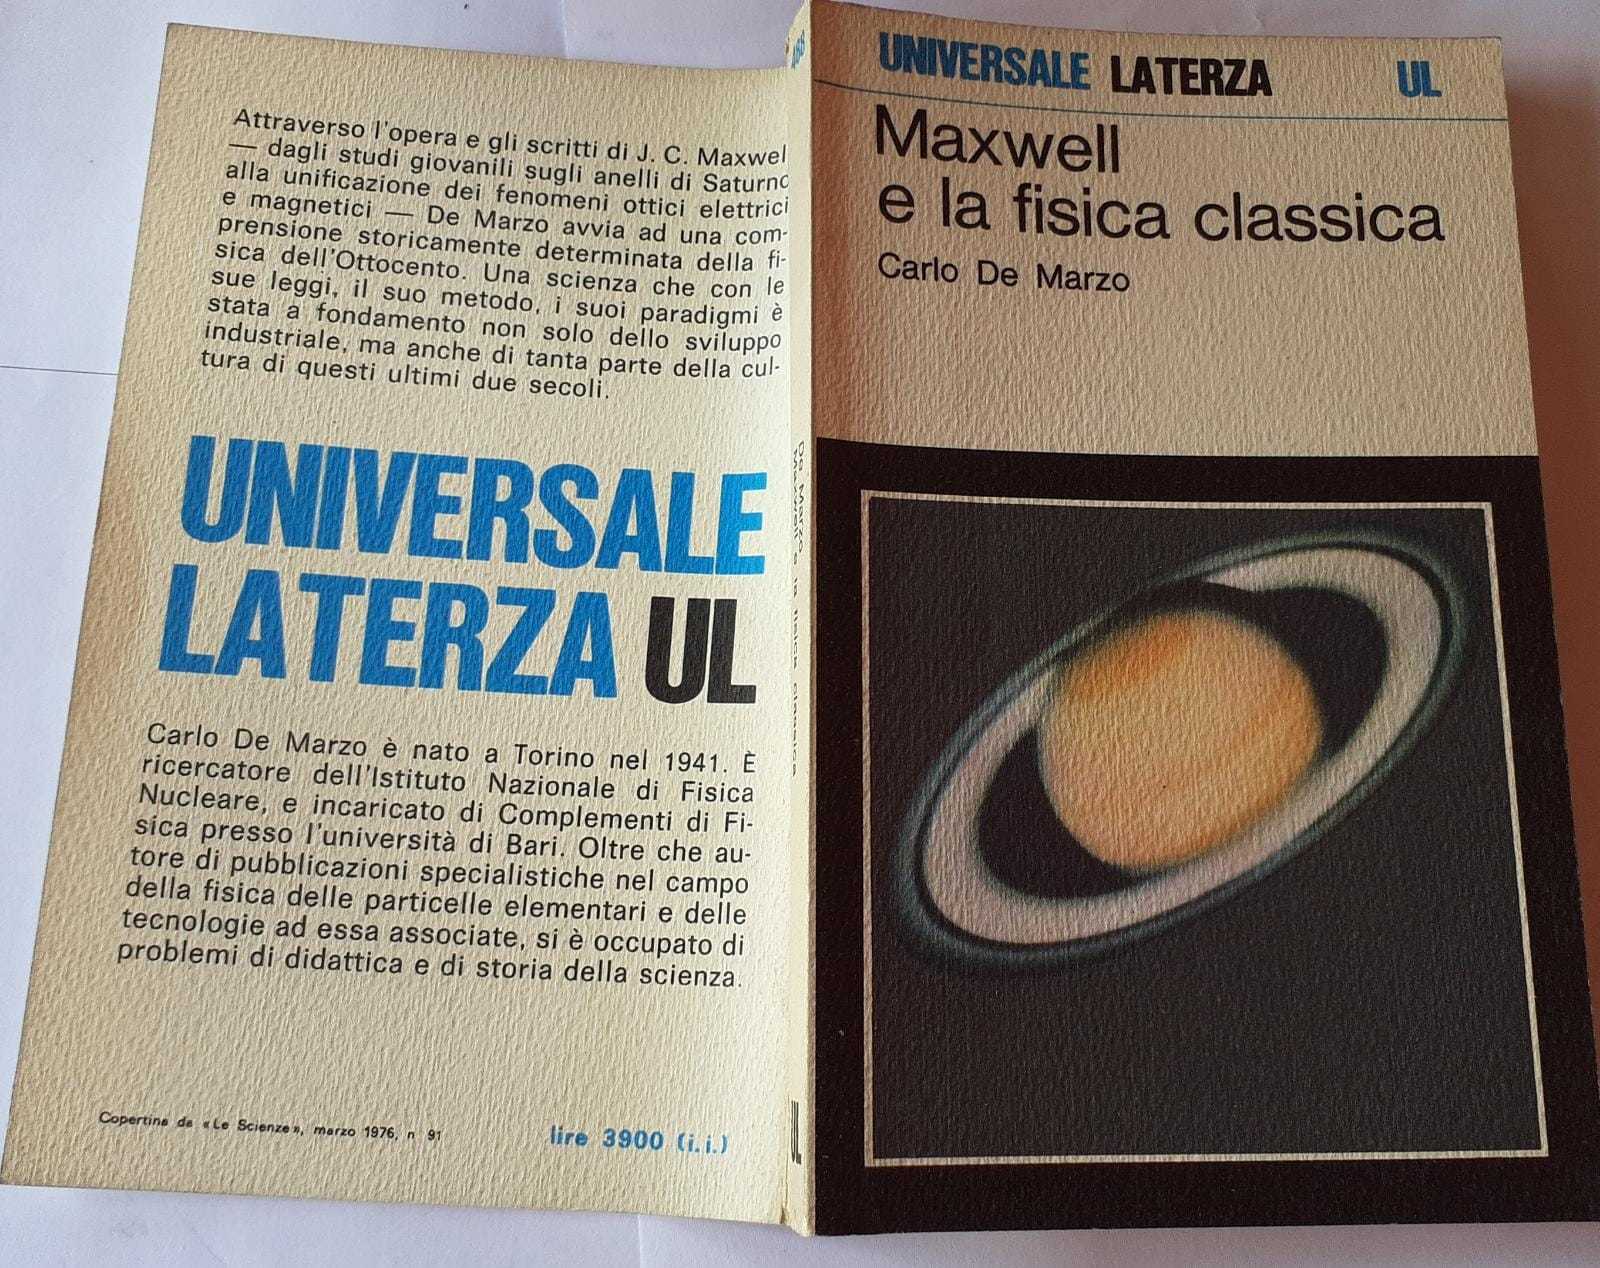 Attraverso l'opera e gli scritti di J. C. Maxwel
— dagli studi giovanili sugli anelli di Saturno
alla unificazione dei fenomeni ottici elettrici
e magnetici — De Marzo avvia ad una com-
prensione storicamente determinata della fi-
sica dell'Ottocento. Una scienza che con le
sue leggi, il suo metodo, i suoi paradigmi è
stata a fondamento non solo dello sviluppo
industriale, ma anche di tanta parte della cul-
tura di questi ultimi due secoli.
UNIVERSALE
LATERZA UL
Carlo De Marzo è nato a Torino nel 1941. È
ricercatore dell'Istituto Nazionale di Fisica
Nucleare, e incaricato di Complementi di Fi-
sica presso l'università di Bari. Oltre che au-
tore di pubblicazioni specialistiche nel campo
della fisica delle particelle elementari e delle
tecnologie ad essa associate, si è occupato di
problemi di didattica e di storia della scienza.
Copertina da «Le Scienze», marzo 1976, n 91
lire 3900 (i.i.)
De Marzo
Maxwell e la fisica classica
UL
UNIVERSALE LATERZA UL
Maxwell
e la fisica classica
Carlo De Marzo